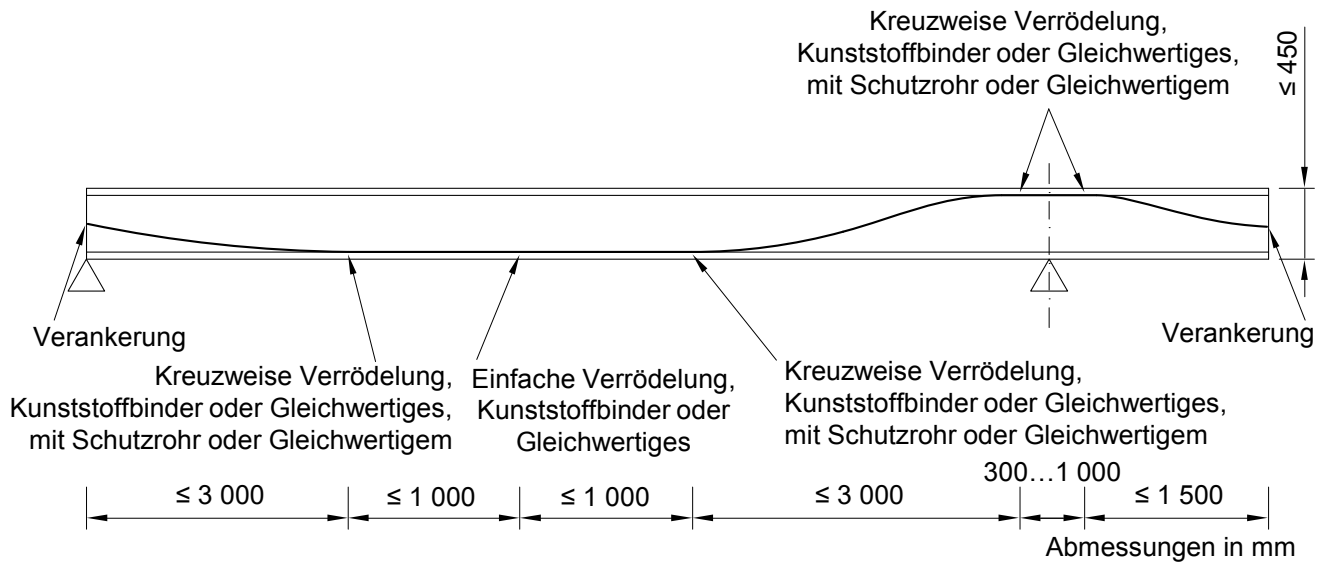 Kreuzweise Verrödelung,
Kunststoffbinder oder Gleichwertiges,
mit Schutzrohr oder Gleichwertigem
≤ 450
Verankerung
Verankerung
Kreuzweise Verrödelung,
Kunststoffbinder oder Gleichwertiges,
mit Schutzrohr oder Gleichwertigem
Einfache Verrödelung,
Kunststoffbinder oder
Gleichwertiges
Kreuzweise Verrödelung,
Kunststoffbinder oder Gleichwertiges,
mit Schutzrohr oder Gleichwertigem
≤ 3 000
≤ 1 000
≤ 1 000
≤ 3 000
300…1 000
≤ 1 500
Abmessungen in mm